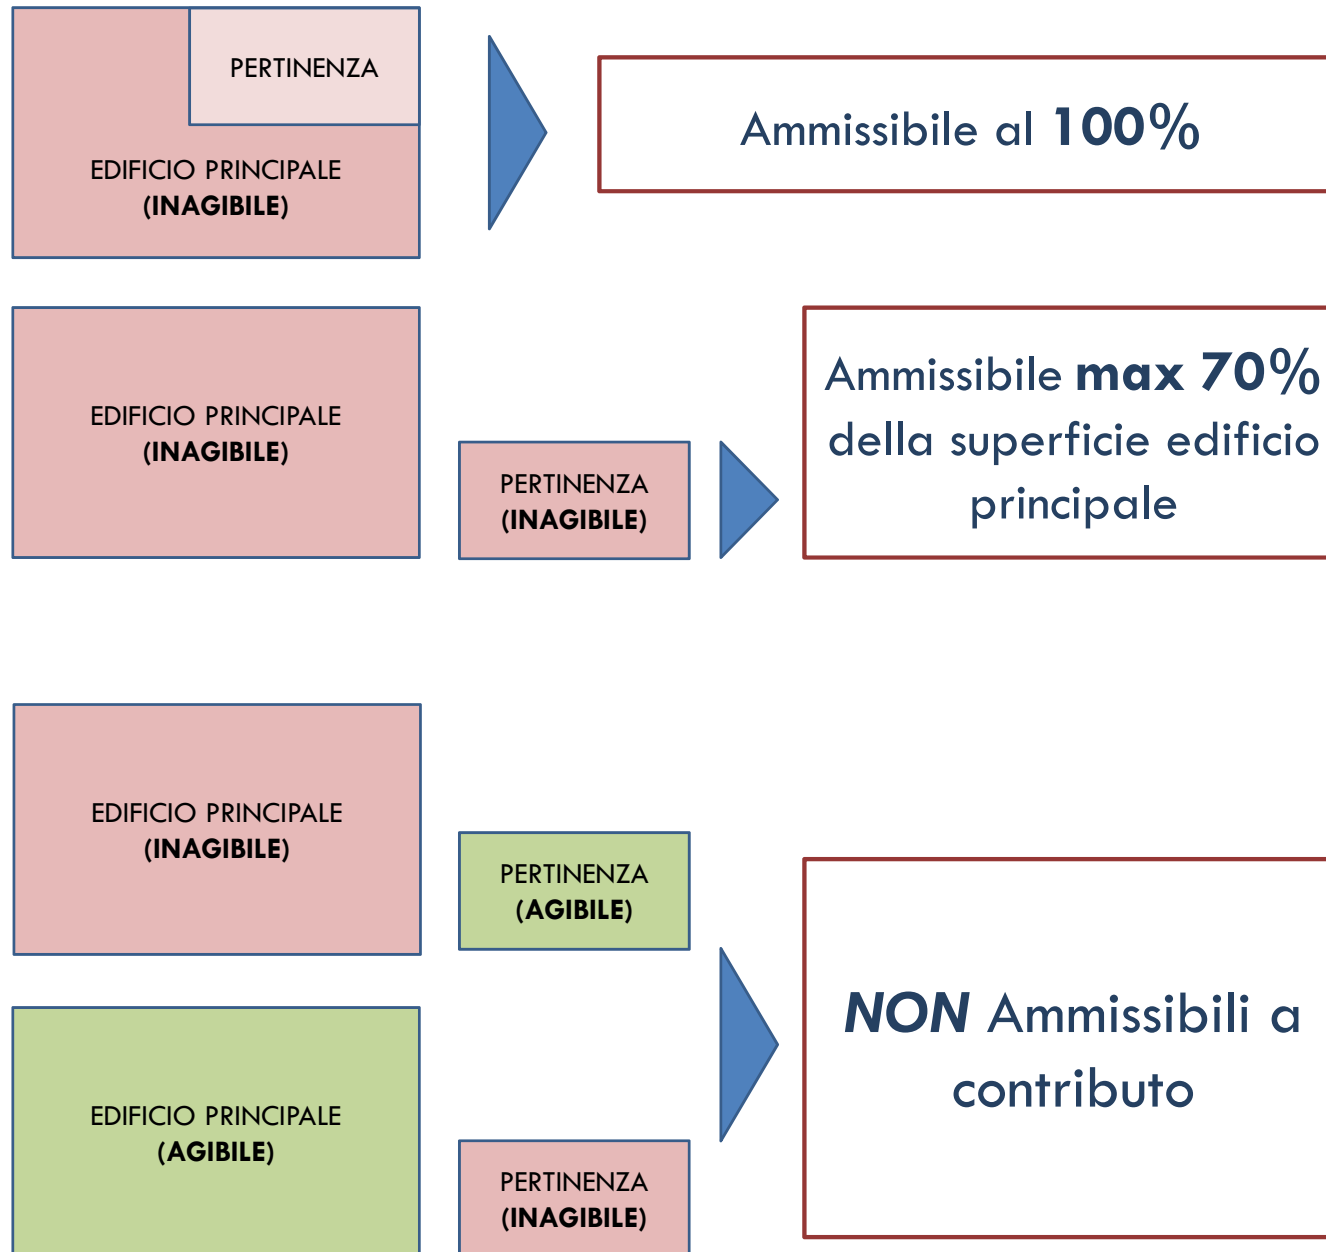 PERTINENZA
EDIFICIO PRINCIPALE
(INAGIBILE)
Ammissibile al 100%
EDIFICIO PRINCIPALE
(INAGIBILE)
PERTINENZA
(INAGIBILE)
Ammissibile max 70%
della superficie edificio
principale
EDIFICIO PRINCIPALE
(INAGIBILE)
PERTINENZA
(AGIBILE)
EDIFICIO PRINCIPALE
(AGIBILE)
PERTINENZA
(INAGIBILE)
NON Ammissibili a
contributo